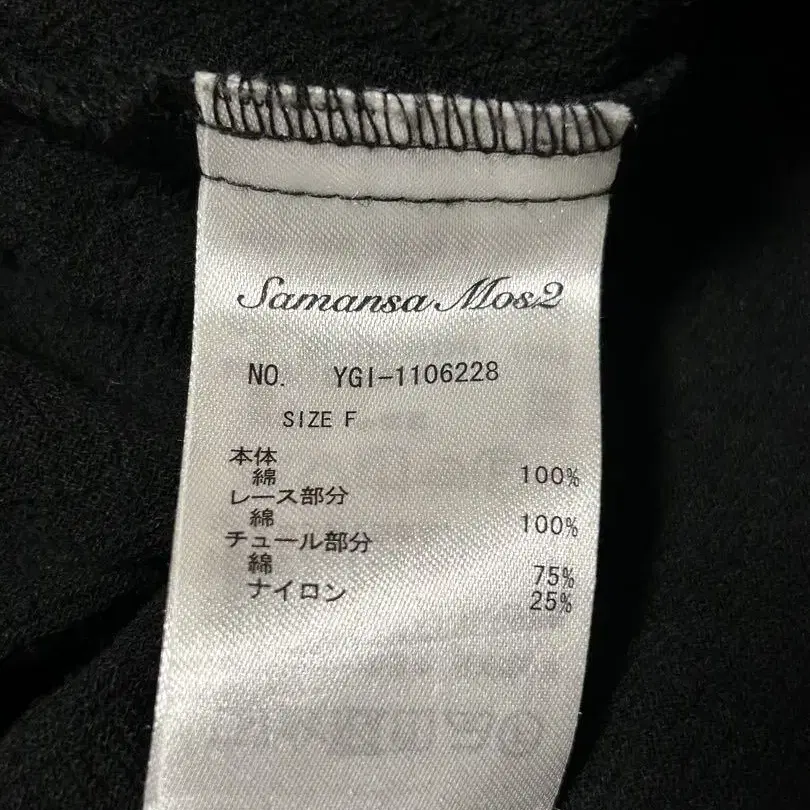 Samansa Mos2
NO. YGI-1106228
SIZE F
本体
綿 100%
レース部分
綿 100%
チュール部分
綿 75%
ナイロン 25%